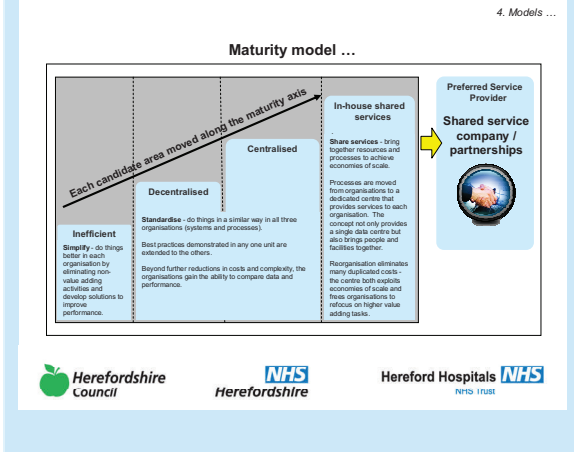 4. Models …
Maturity model …
Each candidate area moved along the maturity axis
Inefficient
Simplify - do things
better in each
organisation by
eliminating non-
value adding
activities and
develop solutions to
improve
performance.
Decentralised
Centralised
Standardise - do things in a similar way in all three
organisations (systems and processes).
Best practices demonstrated in any one unit are
extended to the others.
Beyond further reductions in costs and complexity, the
organisations gain the ability to compare data and
performance.
In-house shared
services
.
Share services - bring
together resources and
processes to achieve
economies of scale.
Processes are moved
from organisations to a
dedicated centre that
provides services to each
organisation. The
concept not only provides
a single data centre but
also brings people and
facilities together.
Reorganisation eliminates
many duplicated costs -
the centre both exploits
economies of scale and
frees organisations to
refocus on higher value
adding tasks.
Preferred Service
Provider
Shared service
company /
partnerships
Herefordshire
Council
NHS
Herefordshire
Hereford Hospitals NHS
NHS Trust